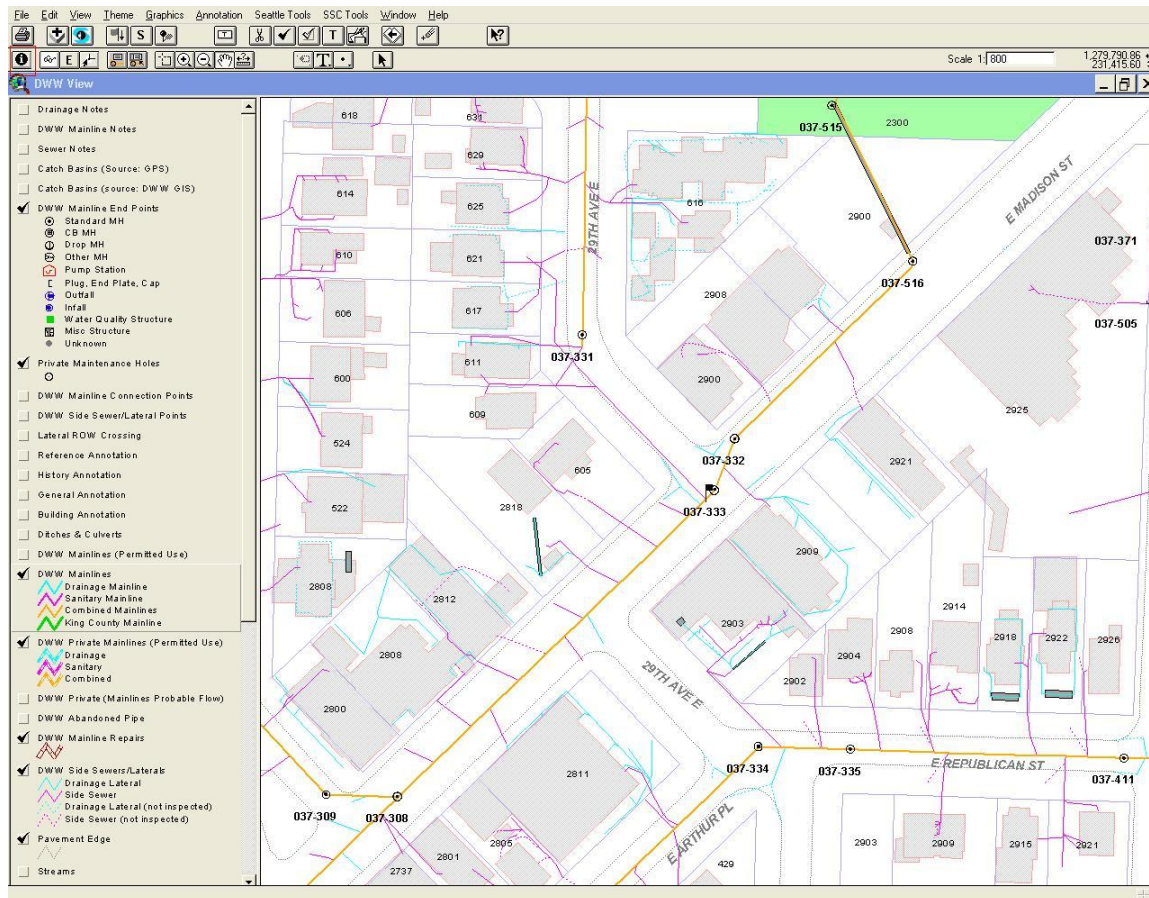 File Edit View Theme Graphics Annotation Seattle Tools SSC Tools Window Help
S T T
E T Scale 1: 800 1,279,790.86
231,415.60
DWW View
Drainage Notes
DWW Mainline Notes
Sewer Notes
Catch Basins (Source: GPS)
Catch Basins (source: DWW GIS)
DWW Mainline End Points
Standard MH
CB MH
Drop MH
Other MH
Pump Station
Plug, End Plate, Cap
Outfall
Infall
Water Quality Structure
Misc Structure
Unknown
Private Maintenance Holes
DWW Mainline Connection Points
DWW Side Sewer/Lateral Points
Lateral ROW Crossing
Reference Annotation
History Annotation
General Annotation
Building Annotation
Ditches & Culverts
DWW Mainlines (Permitted Use)
DWW Mainlines
Drainage Mainline
Sanitary Mainline
Combined Mainlines
King County Mainline
DWW Private Mainlines (Permitted Use)
Drainage
Sanitary
Combined
DWW Private (Mainlines Probable Flow)
DWW Abandoned Pipe
DWW Mainline Repairs
DWW Side Sewers/Laterals
Drainage Lateral
Side Sewer
Drainage Lateral (not inspected)
Side Sewer (not inspected)
Pavement Edge
Streams
618 631 037-515 2300
629
614 625 616 2900 E MADISON ST
29TH AVE E
610 621 037-371
037-516
606 617 2908 037-505
037-331
600 611 2900
609 2925
524 037-332 2921
605
522 2818 037-333
2909
2808 2812 2903 2914
2808 2908 2918 2922 2926
2904
2902
29TH AVE E
2800
037-334 037-335 037-411
E REPUBLICAN ST
2811
037-309 037-308
E ARTHUR PL
2801 2805 2903 2909 2915 2921
2737 429